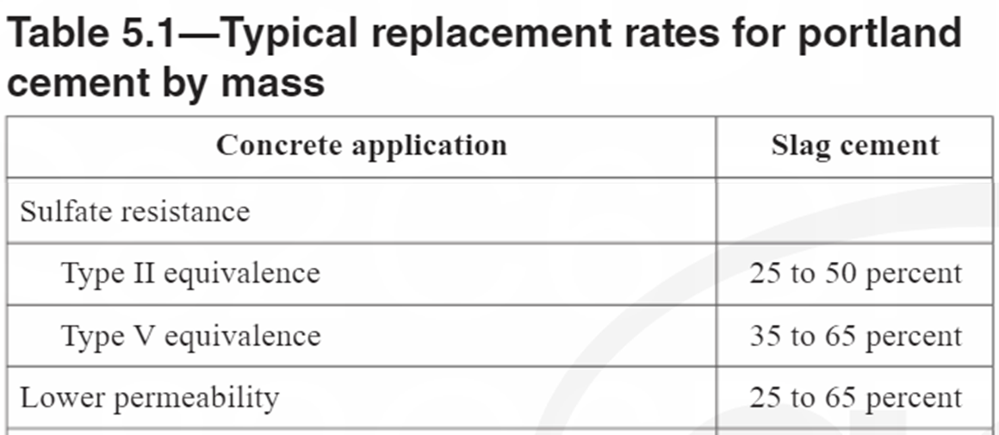 Table 5.1—Typical replacement rates for portland
cement by mass
Concrete application Slag cement
Sulfate resistance
Type II equivalence 25 to 50 percent
Type V equivalence 35 to 65 percent
Lower permeability 25 to 65 percent